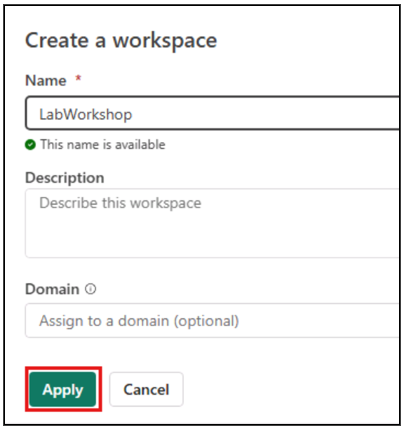 Create a workspace
Name *
LabWorkshop
This name is available
Description
Describe this workspace
Domain
Assign to a domain (optional)
Apply
Cancel